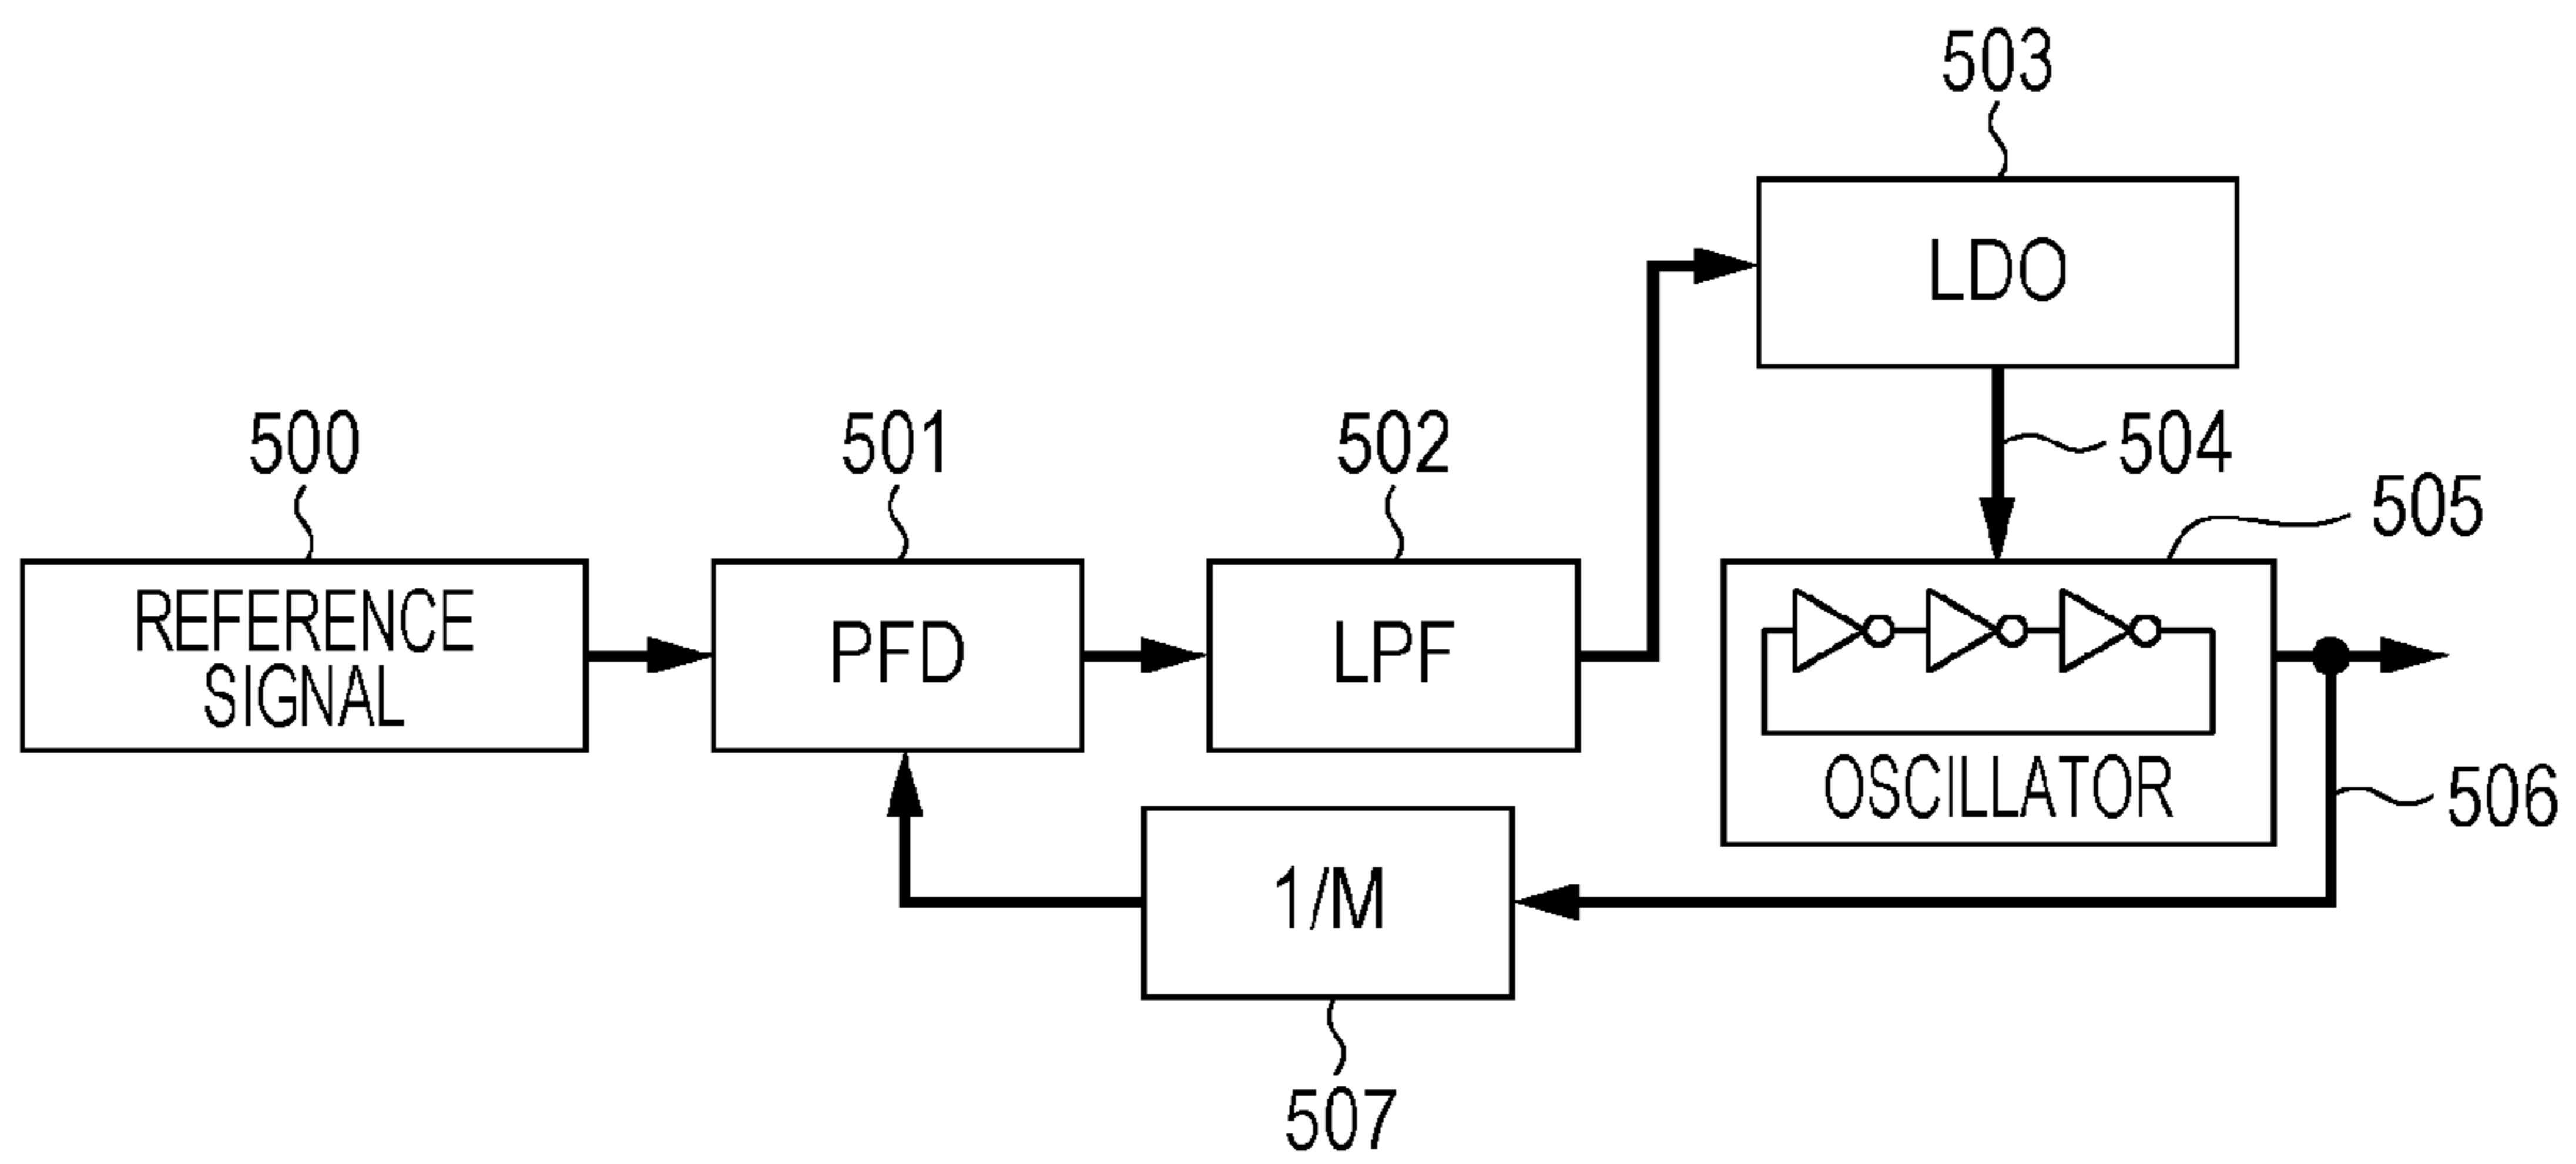 503
LDO
500
501
502
504
505
REFERENCE
SIGNAL
PFD
LPF
OSCILLATOR
506
1/M
507